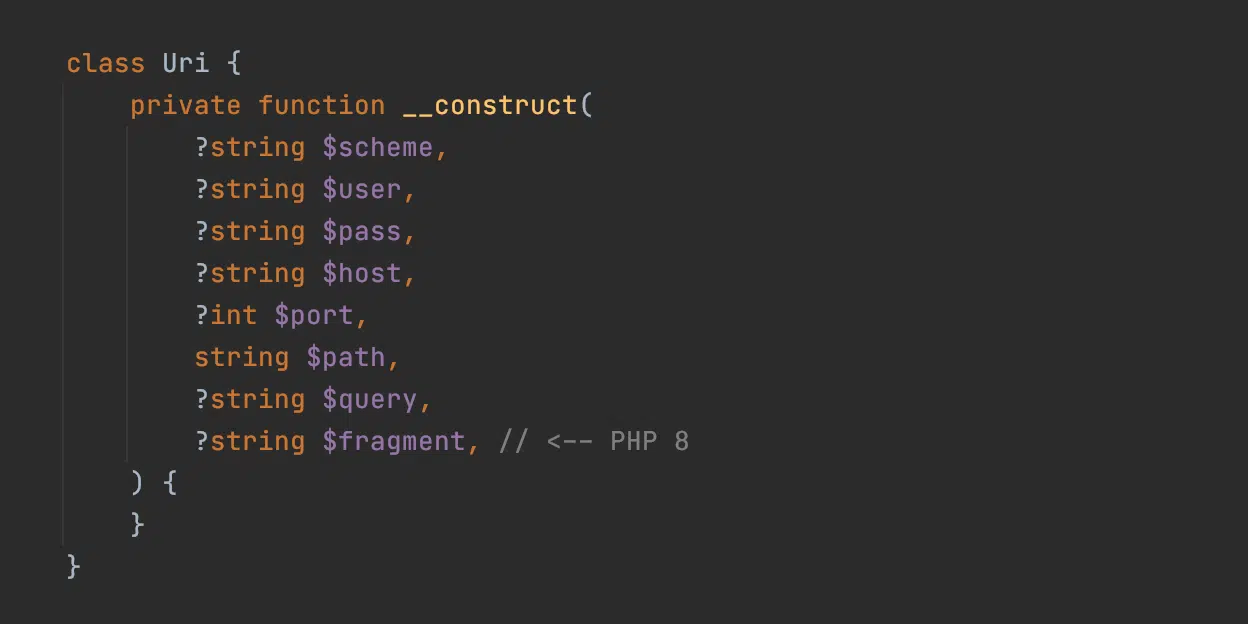 class Uri {
    private function __construct(
        ?string $scheme,
        ?string $user,
        ?string $pass,
        ?string $host,
        ?int $port,
        string $path,
        ?string $query,
        ?string $fragment, // <-- PHP 8
    ) {
    }
}